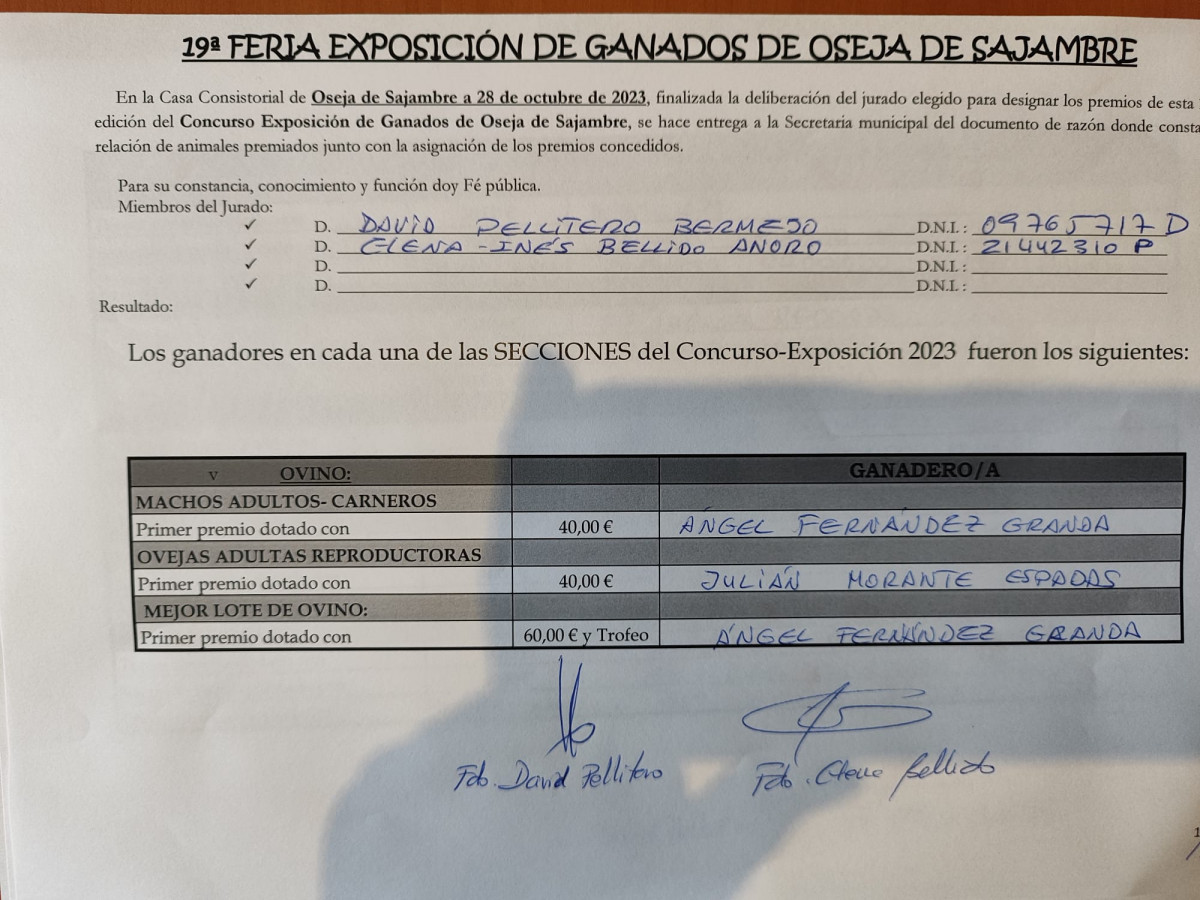 19ª FERIA EXPOSICIÓN DE GANADOS DE OSEJA DE SAJAMBRE
En la Casa Consistorial de Oseja de Sajambre a 28 de octubre de 2023, finalizada la deliberación del jurado elegido para designar los premios de esta
edición del Concurso Exposición de Ganados de Oseja de Sajambre, se hace entrega a la Secretaria municipal del documento de razón donde consta
relación de animales premiados junto con la asignación de los premios concedidos.
Para su constancia, conocimiento y función doy Fé pública.
Miembros del Jurado:
✓ D. DAVID PELLITERO BERMEJO D.N.I.: 09765717D
✓ D. ELENA-INÉS BELLIDO ANORO D.N.I.: 21442310 P
✓ D. D.N.I.:
✓ D. D.N.I.:
Resultado:
Los ganadores en cada una de las SECCIONES del Concurso-Exposición 2023 fueron los siguientes:
v OVINO: GANADERO/A
MACHOS ADULTOS- CARNEROS
Primer premio dotado con 40,00 € ÁNGEL FERNÁNDEZ GRANDA
OVEJAS ADULTAS REPRODUCTORAS
Primer premio dotado con 40,00 € JULIÁN MORANTE ESPADAS
MEJOR LOTE DE OVINO:
Primer premio dotado con 60,00 € y Trofeo ÁNGEL FERNÁNDEZ GRANDA
Fdo. David Pellitero Fdo. Elena Bellido
1